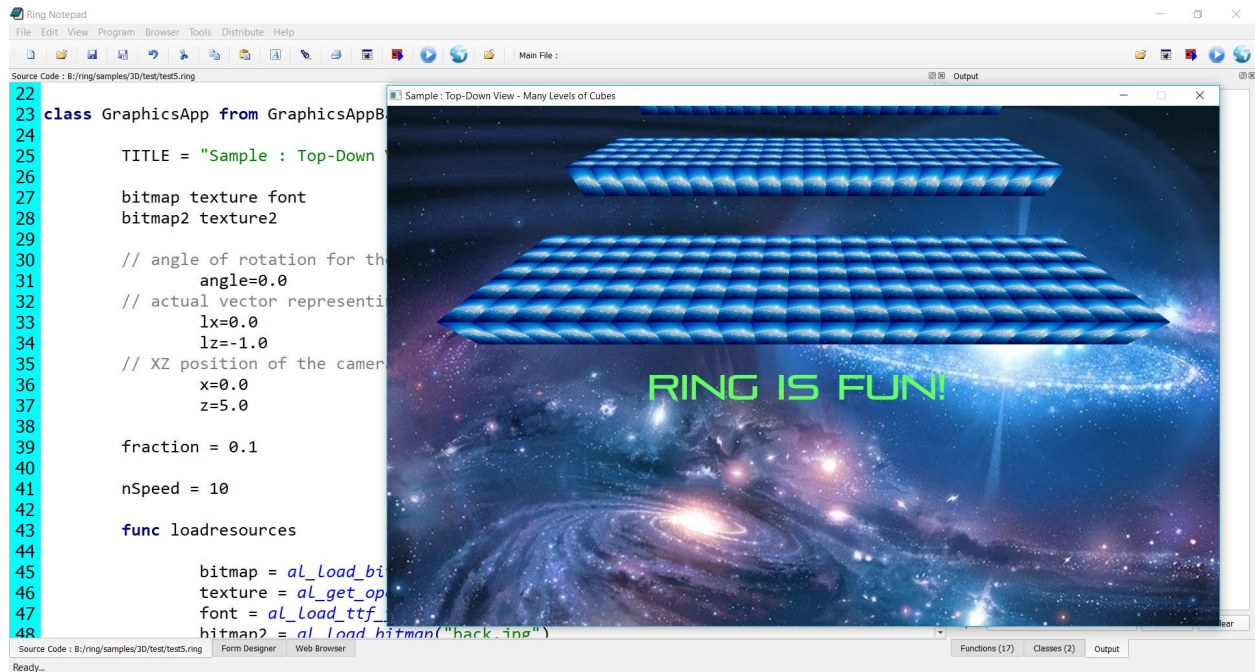 Ring Notepad
File Edit View Program Browser Tools Distribute Help
Main File :
Source Code : B:/ring/samples/3D/test/test5.ring
Output
Sample : Top-Down View - Many Levels of Cubes
22
23 class GraphicsApp from GraphicsAppB
24
25 TITLE = "Sample : Top-Down
26
27 bitmap texture font
28 bitmap2 texture2
29
30 // angle of rotation for th
31 angle=0.0
32 // actual vector representi
33 lx=0.0
34 lz=-1.0
35 // XZ position of the camer
36 x=0.0
37 z=5.0
38
39 fraction = 0.1
40
41 nSpeed = 10
42
43 func loadresources
44
45 bitmap = al_load_bi
46 texture = al_get_op
47 font = al_load_ttf_
48 bitmap2 = al_load_bitmap("back.jpg")
RING IS FUN!
Source Code : B:/ring/samples/3D/test/test5.ring Form Designer Web Browser
Functions (17) Classes (2) Output
Ready...